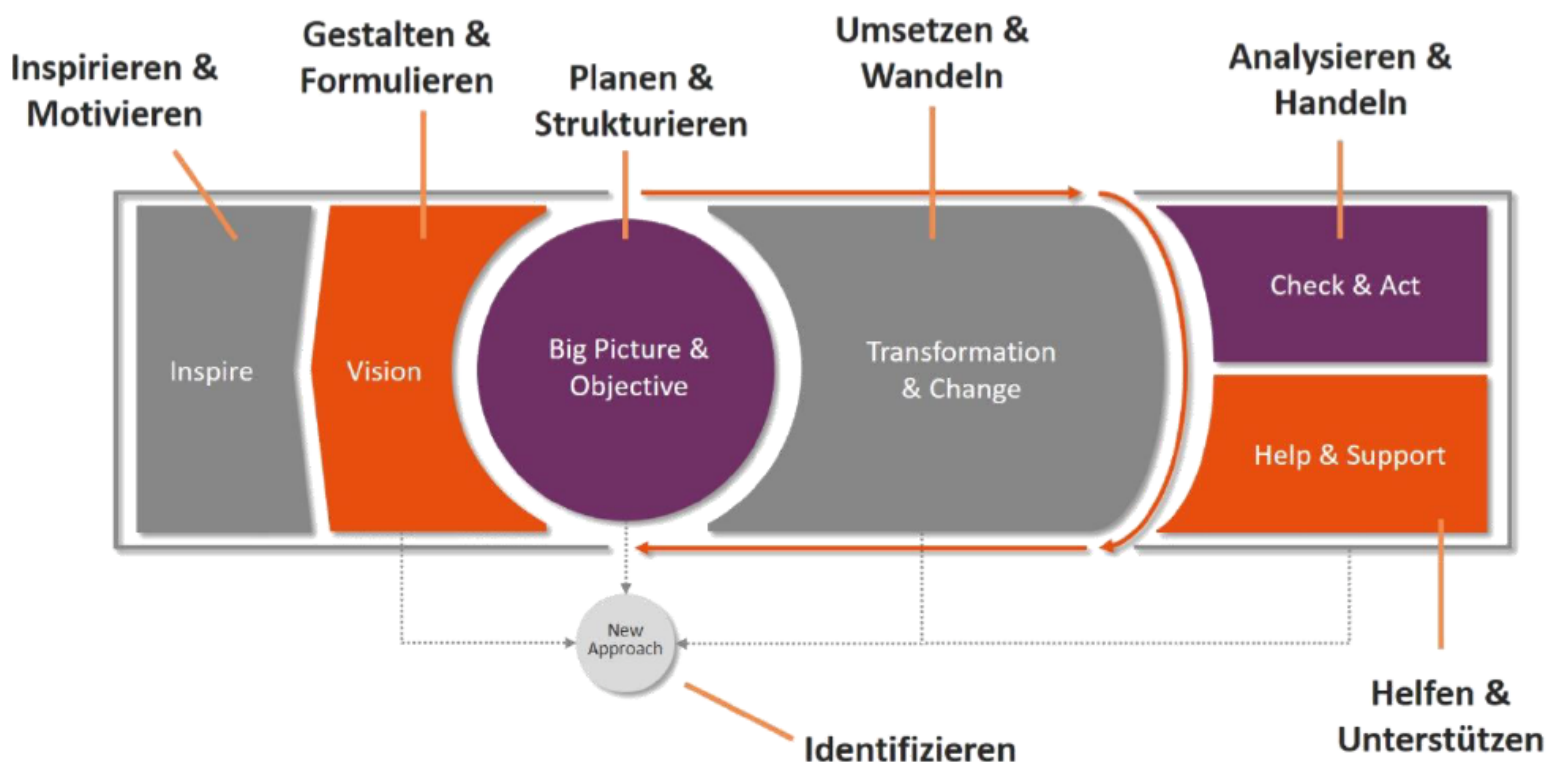 Inspirieren &
Motivieren
Gestalten &
Formulieren
Planen &
Strukturieren
Umsetzen &
Wandeln
Analysieren &
Handeln
Inspire
Vision
Big Picture &
Objective
Transformation
& Change
Check & Act
Help & Support
New
Approach
Identifizieren
Helfen &
Unterstützen